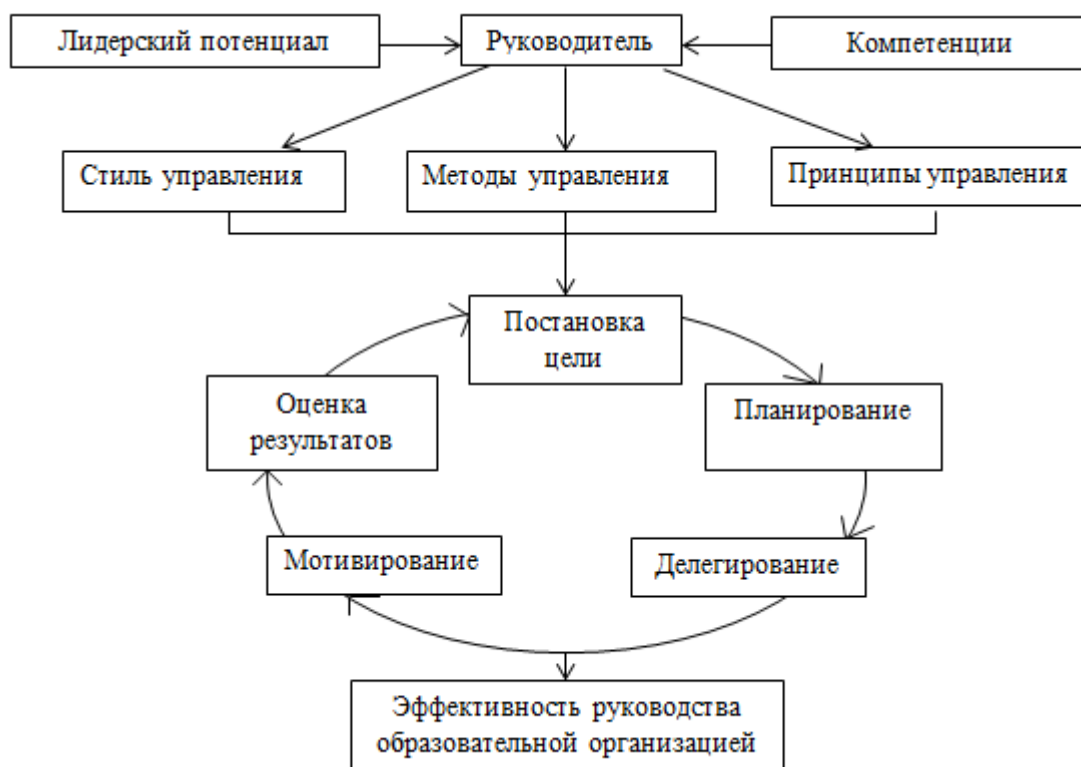 Лидерский потенциал
Руководитель
Компетенции
Стиль управления
Методы управления
Принципы управления
Постановка
цели
Оценка
результатов
Планирование
Мотивирование
Делегирование
Эффективность руководства
образовательной организацией